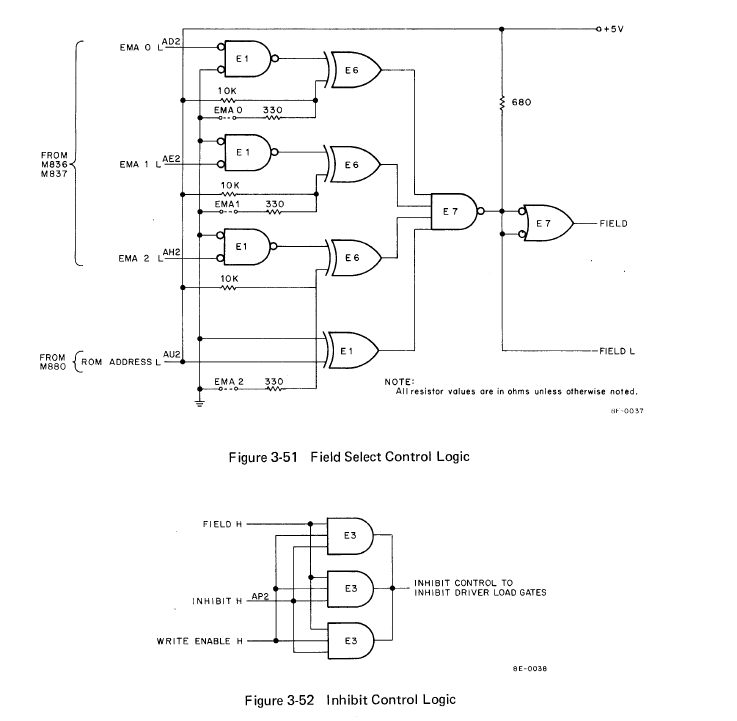 +5V
EMA 0 L
AD2
E1
E6
10K
EMA 0
330
680
FROM
M836
M837
EMA 1 L
AE2
E1
E6
10K
EMA1
330
E7
E7
FIELD
EMA 2 L
AH2
E1
E6
10K
FROM
M880
ROM ADDRESS L
AU2
E1
FIELD L
EMA 2
330
NOTE:
All resistor values are in ohms unless otherwise noted.
8E-0037
Figure 3-51 Field Select Control Logic
FIELD H
E3
INHIBIT H
AP2
E3
INHIBIT CONTROL TO
INHIBIT DRIVER LOAD GATES
WRITE ENABLE H
E3
8E-0038
Figure 3-52 Inhibit Control Logic